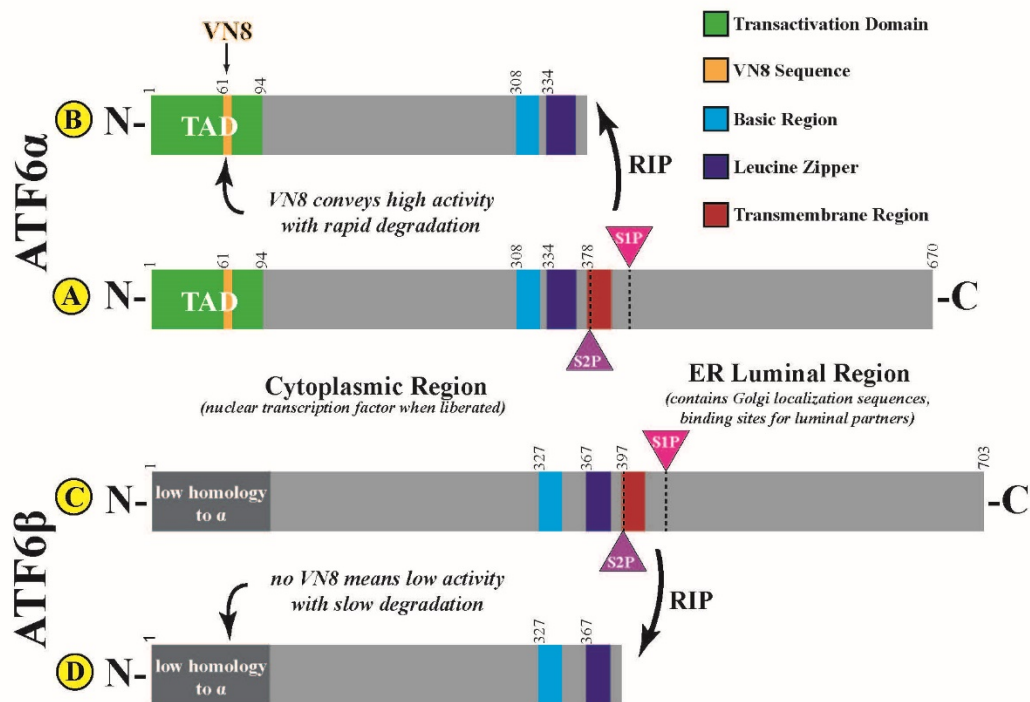 VN8
1
61
94
308
334
B
N-
TAD
VN8 conveys high activity
with rapid degradation
RIP
Transactivation Domain
VN8 Sequence
Basic Region
Leucine Zipper
Transmembrane Region
ATF6α
1
61
94
308
334
378
S1P
670
A
N-
TAD
-C
S2P
Cytoplasmic Region
(nuclear transcription factor when liberated)
ER Luminal Region
(contains Golgi localization sequences,
binding sites for luminal partners)
ATF6β
1
327
367
397
S1P
703
C
N-
low homology
to α
-C
S2P
no VN8 means low activity
with slow degradation
RIP
1
327
367
D
N-
low homology
to α